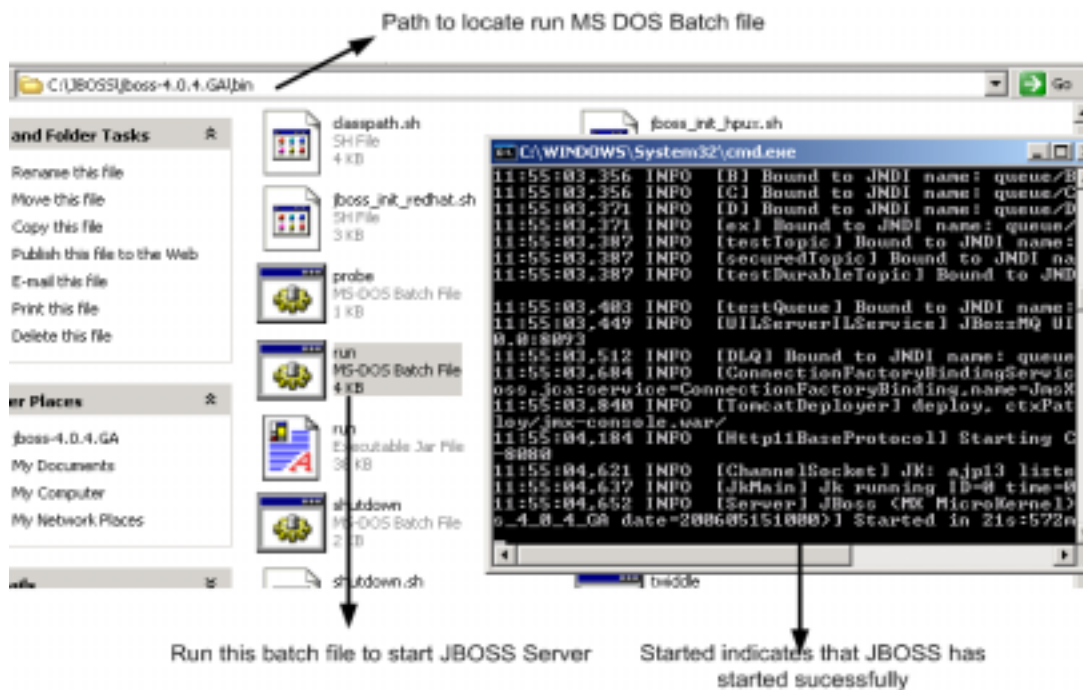 Path to locate run MS DOS Batch file
C:\JBOSS\jboss-4.0.4.GA\bin
Go
and Folder Tasks
Rename this file
Move this file
Copy this file
Publish this file to the Web
E-mail this file
Print this file
Delete this file
er Places
jboss-4.0.4.GA
My Documents
My Computer
My Network Places
classpath.sh
SH File
4 KB
jboss_init_redhat.sh
SH File
3 KB
probe
MS-DOS Batch File
1 KB
run
MS-DOS Batch File
4 KB
run
Executable Jar File
38 KB
shutdown
MS-DOS Batch File
2 KB
shutdown.sh
jboss_init_hpux.sh
twiddle
C:\WINDOWS\System32\cmd.exe
11:55:03,356 INFO [B] Bound to JNDI name: queue/B
11:55:03,356 INFO [C] Bound to JNDI name: queue/C
11:55:03,371 INFO [D] Bound to JNDI name: queue/D
11:55:03,371 INFO [ex] Bound to JNDI name: queue/
11:55:03,387 INFO [testTopic] Bound to JNDI name:
11:55:03,387 INFO [securedTopic] Bound to JNDI na
11:55:03,387 INFO [testDurableTopic] Bound to JND
11:55:03,403 INFO [testQueue] Bound to JNDI name:
11:55:03,449 INFO [UILServerILService] JBossMQ UI
0.0:8093
11:55:03,512 INFO [DLQ] Bound to JNDI name: queue
11:55:03,684 INFO [ConnectionFactoryBindingServic
oss.jca:service=ConnectionFactoryBinding,name=JmsX
11:55:03,840 INFO [TomcatDeployer] deploy, ctxPat
loy/jmx-console.war/
11:55:04,184 INFO [Http11BaseProtocol] Starting C
-8080
11:55:04,621 INFO [ChannelSocket] JK: ajp13 liste
11:55:04,637 INFO [JkMain] Jk running ID=0 time=0
11:55:04,652 INFO [Server] JBoss (MX MicroKernel)
s_4_0_4_GA date=200605151000)] Started in 21s:572m
Run this batch file to start JBOSS Server
Started indicates that JBOSS has
started sucessfully